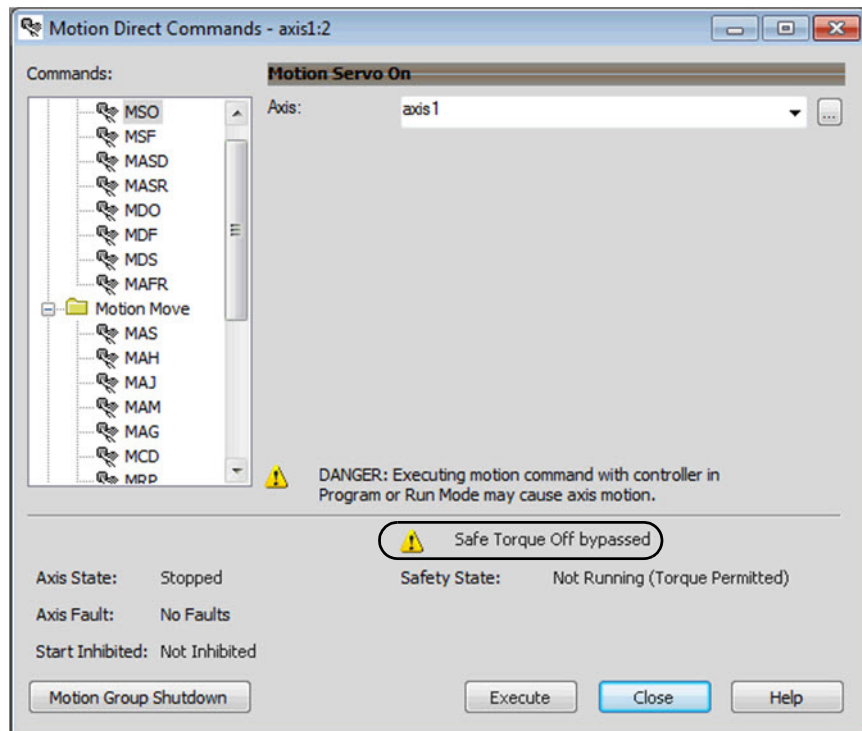 Motion Direct Commands - axis1:2
Commands:
Motion Servo On
MSO
MSF
MASD
MASR
MDO
MDF
MDS
MAFR
Motion Move
MAS
MAH
MAJ
MAM
MAG
MCD
MRP
Axis:
axis1
...
DANGER: Executing motion command with controller in
Program or Run Mode may cause axis motion.
Safe Torque Off bypassed
Axis State: Stopped
Safety State: Not Running (Torque Permitted)
Axis Fault: No Faults
Start Inhibited: Not Inhibited
Motion Group Shutdown
Execute
Close
Help